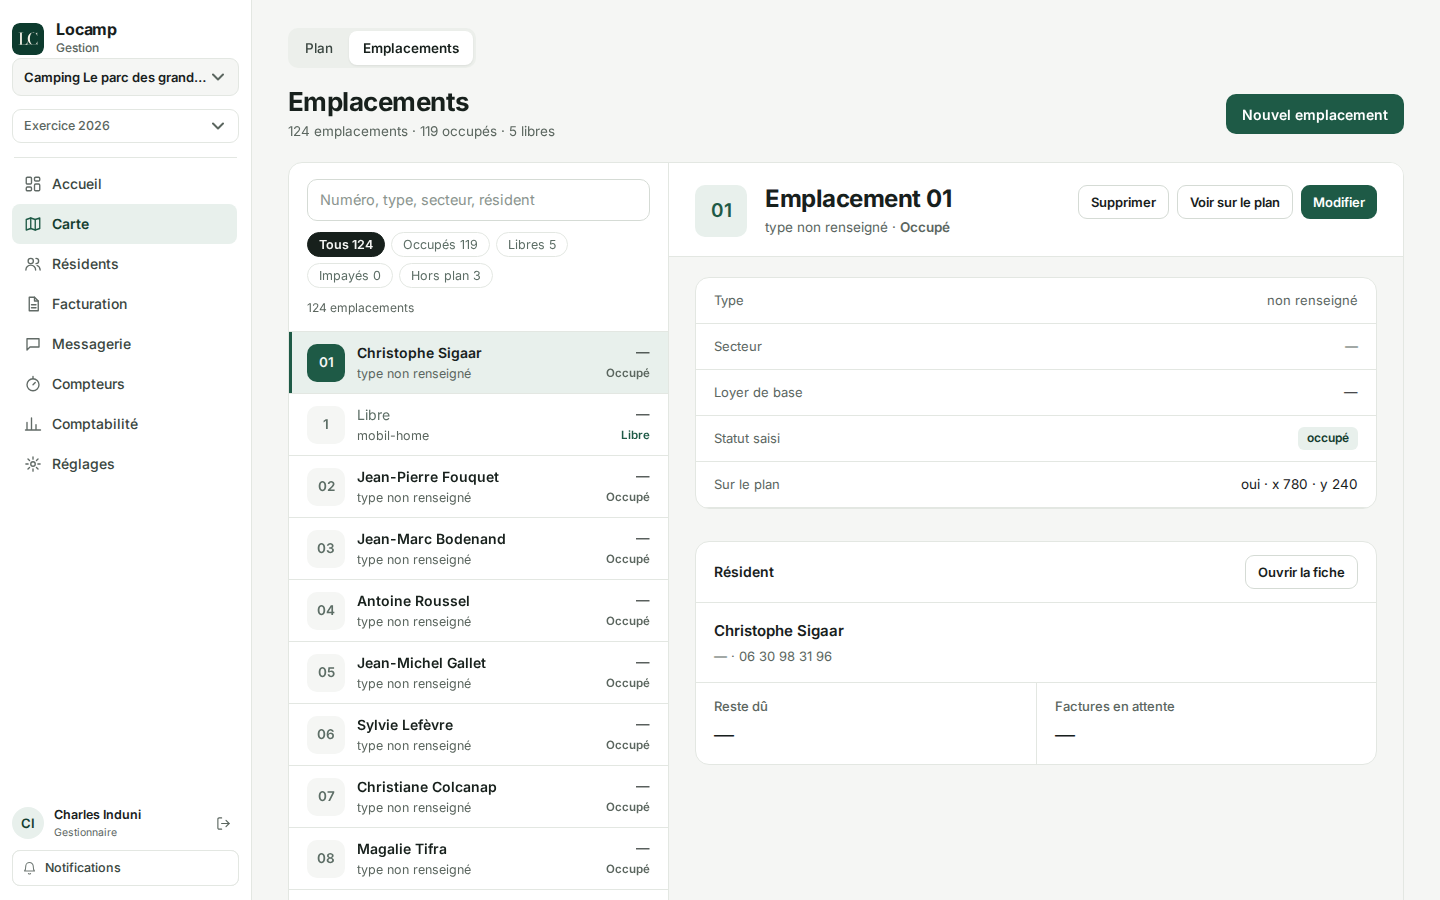 LC
Locamp
Gestion
Camping Le parc des grand...
Exercice 2026
Accueil
Carte
Résidents
Facturation
Messagerie
Compteurs
Comptabilité
Réglages
CI
Charles Induni
Gestionnaire
Notifications
Plan
Emplacements
Emplacements
124 emplacements · 119 occupés · 5 libres
Nouvel emplacement
Numéro, type, secteur, résident
Tous 124
Occupés 119
Libres 5
Impayés 0
Hors plan 3
124 emplacements
01
Christophe Sigaar
—
type non renseigné
Occupé
1
Libre
—
mobil-home
Libre
02
Jean-Pierre Fouquet
—
type non renseigné
Occupé
03
Jean-Marc Bodenand
—
type non renseigné
Occupé
04
Antoine Roussel
—
type non renseigné
Occupé
05
Jean-Michel Gallet
—
type non renseigné
Occupé
06
Sylvie Lefèvre
—
type non renseigné
Occupé
07
Christiane Colcanap
—
type non renseigné
Occupé
08
Magalie Tifra
—
type non renseigné
Occupé
01
Emplacement 01
type non renseigné · Occupé
Supprimer
Voir sur le plan
Modifier
Type
non renseigné
Secteur
—
Loyer de base
—
Statut saisi
occupé
Sur le plan
oui · x 780 · y 240
Résident
Ouvrir la fiche
Christophe Sigaar
— · 06 30 98 31 96
Reste dû
—
Factures en attente
—